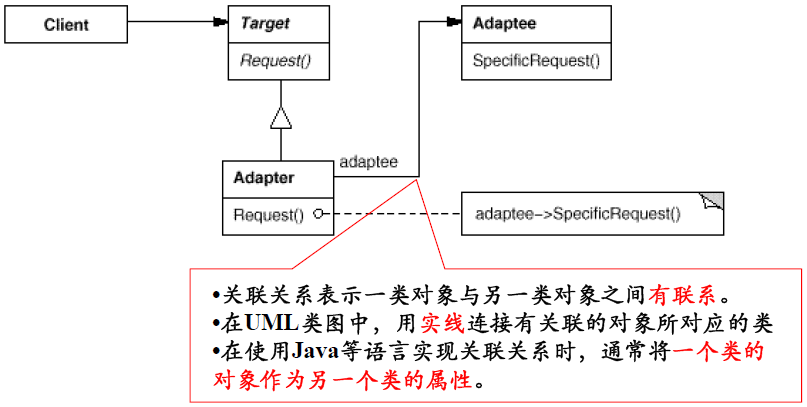 Client
Target
Request()
Adaptee
SpecificRequest()
adaptee
Adapter
Request()
adaptee->SpecificRequest()
•关联关系表示一类对象与另一类对象之间有联系。
•在UML类图中，用实线连接有关联的对象所对应的类
•在使用Java等语言实现关联关系时，通常将一个类的
对象作为另一个类的属性。